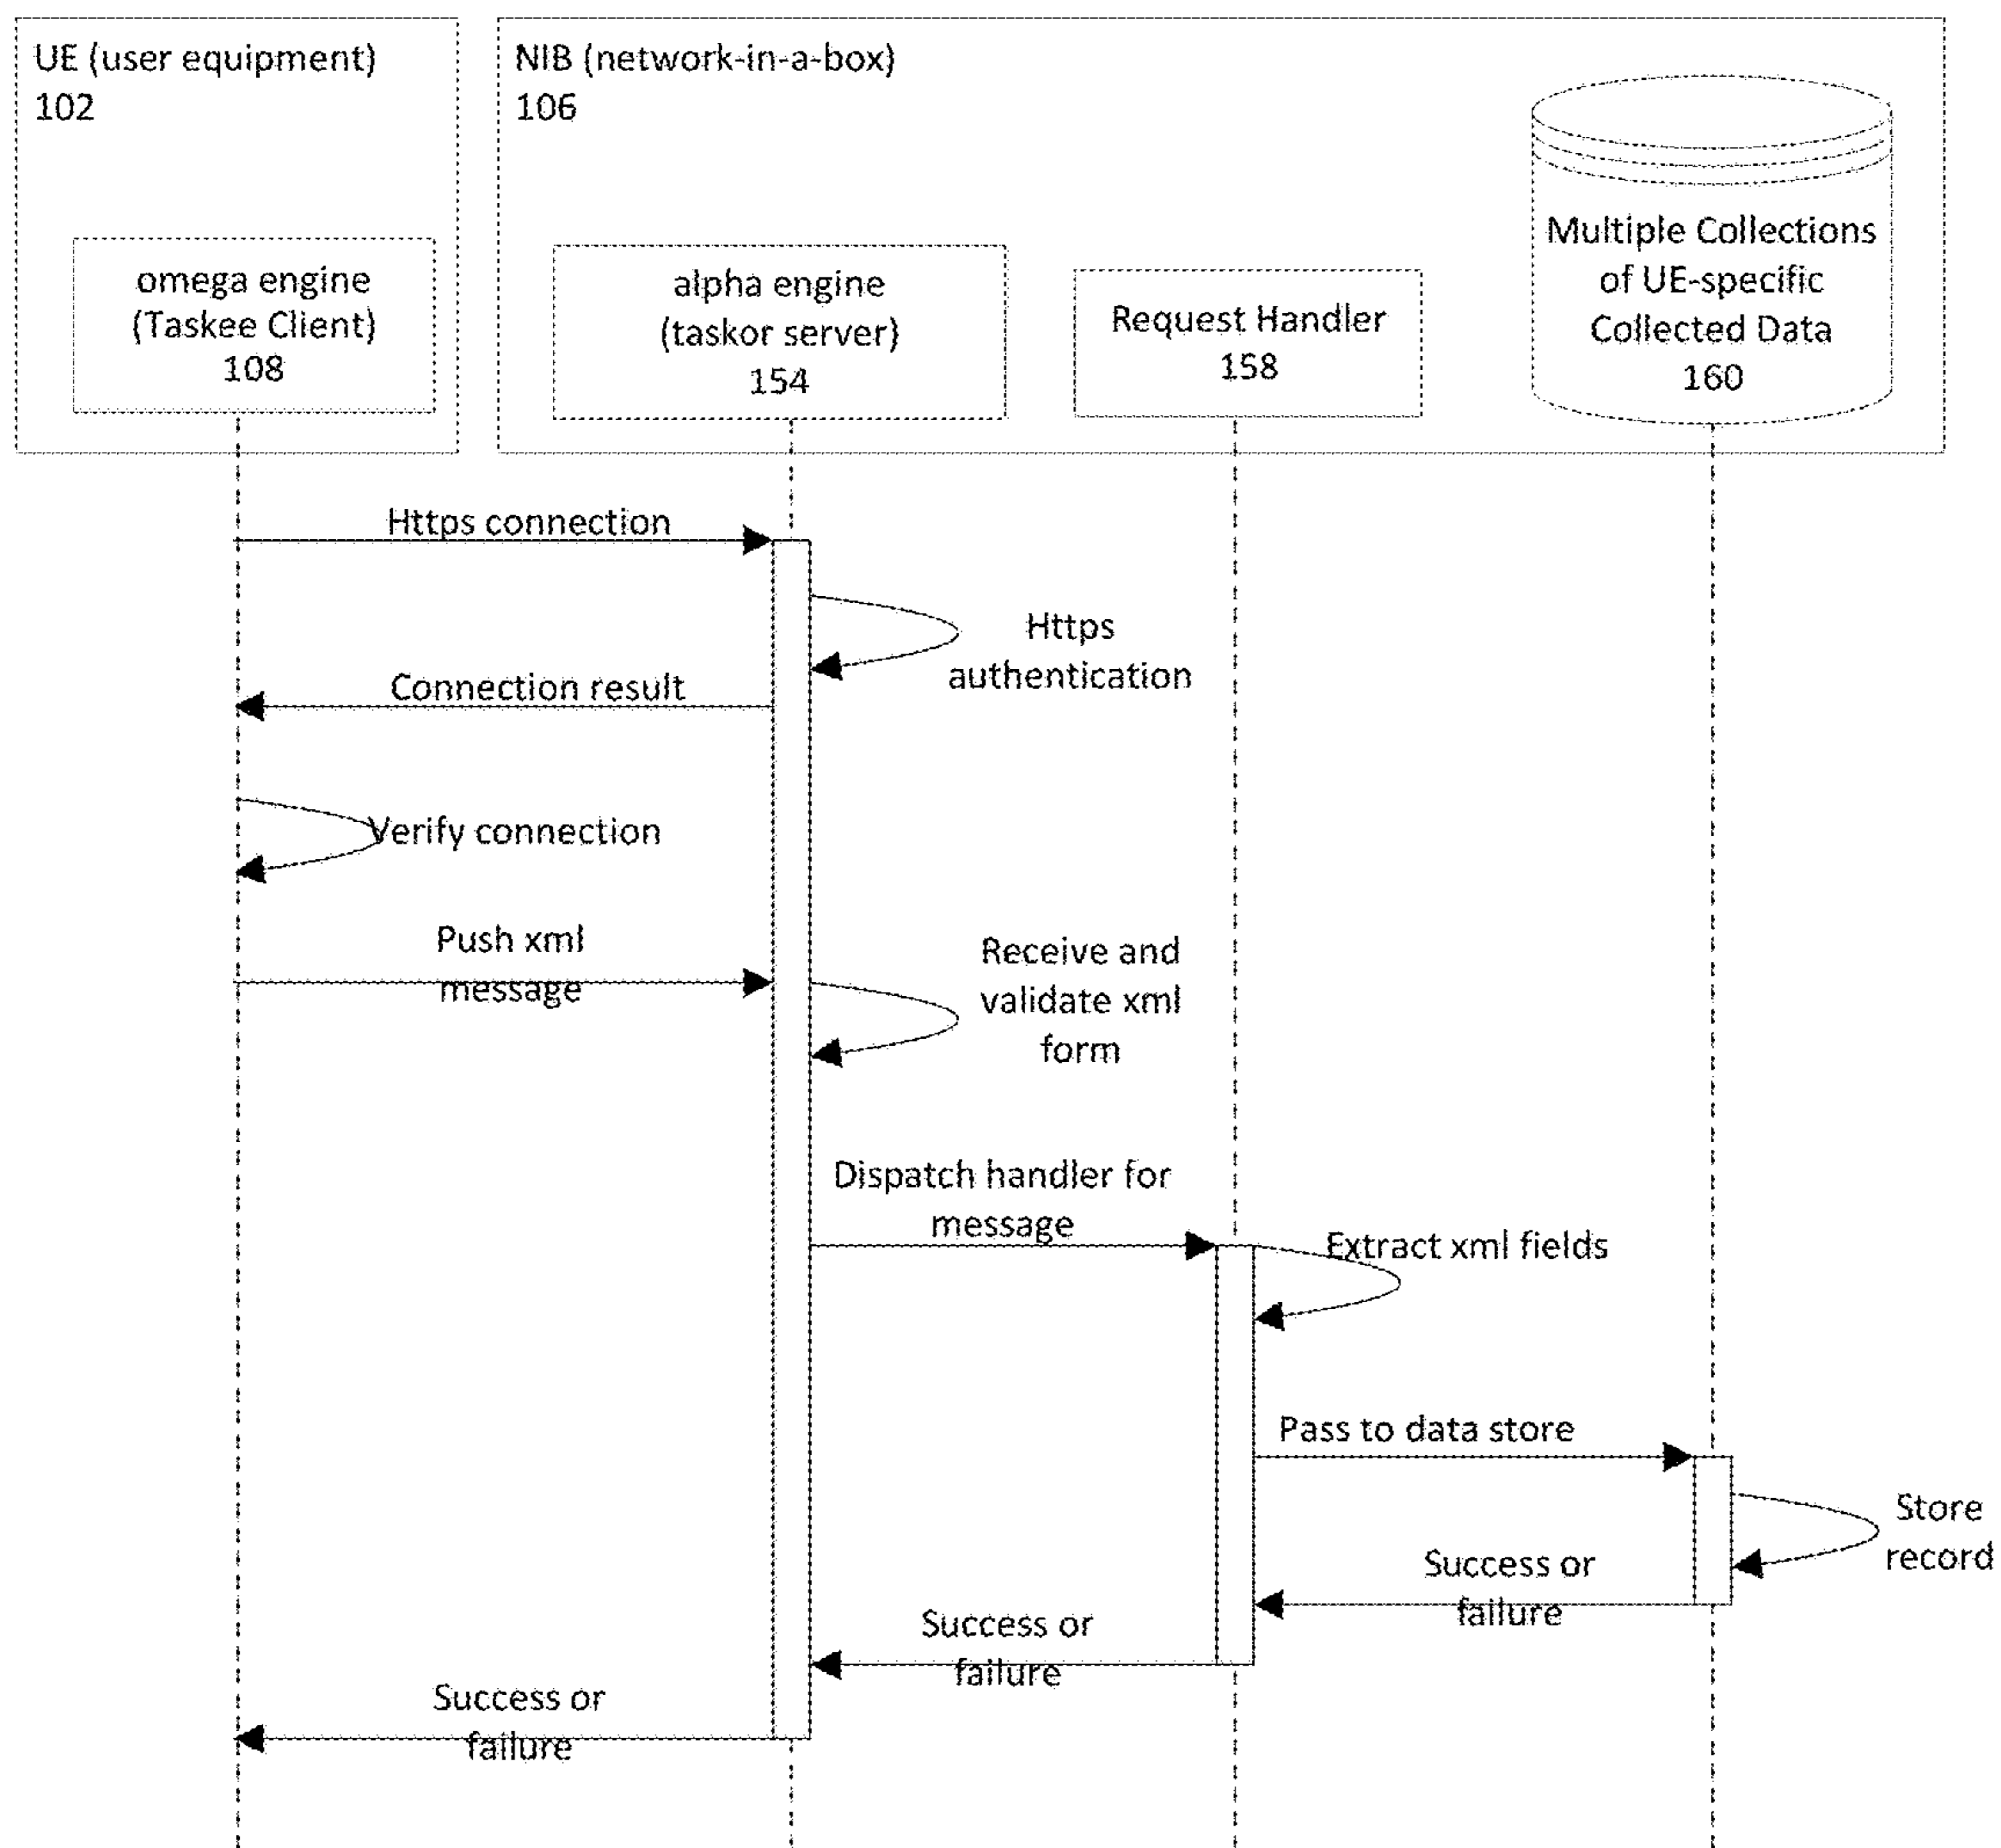 UE (user equipment)
102
NIB (network-in-a-box)
106
omega engine
(Taskee Client)
108
alpha engine
(taskor server)
154
Request Handler
158
Multiple Collections
of UE-specific
Collected Data
160
Https connection
Https
authentication
Connection result
Verify connection
Push xml
message
Receive and
validate xml
form
Dispatch handler for
message
Extract xml fields
Pass to data store
Store
record
Success or
failure
Success or
failure
Success or
failure